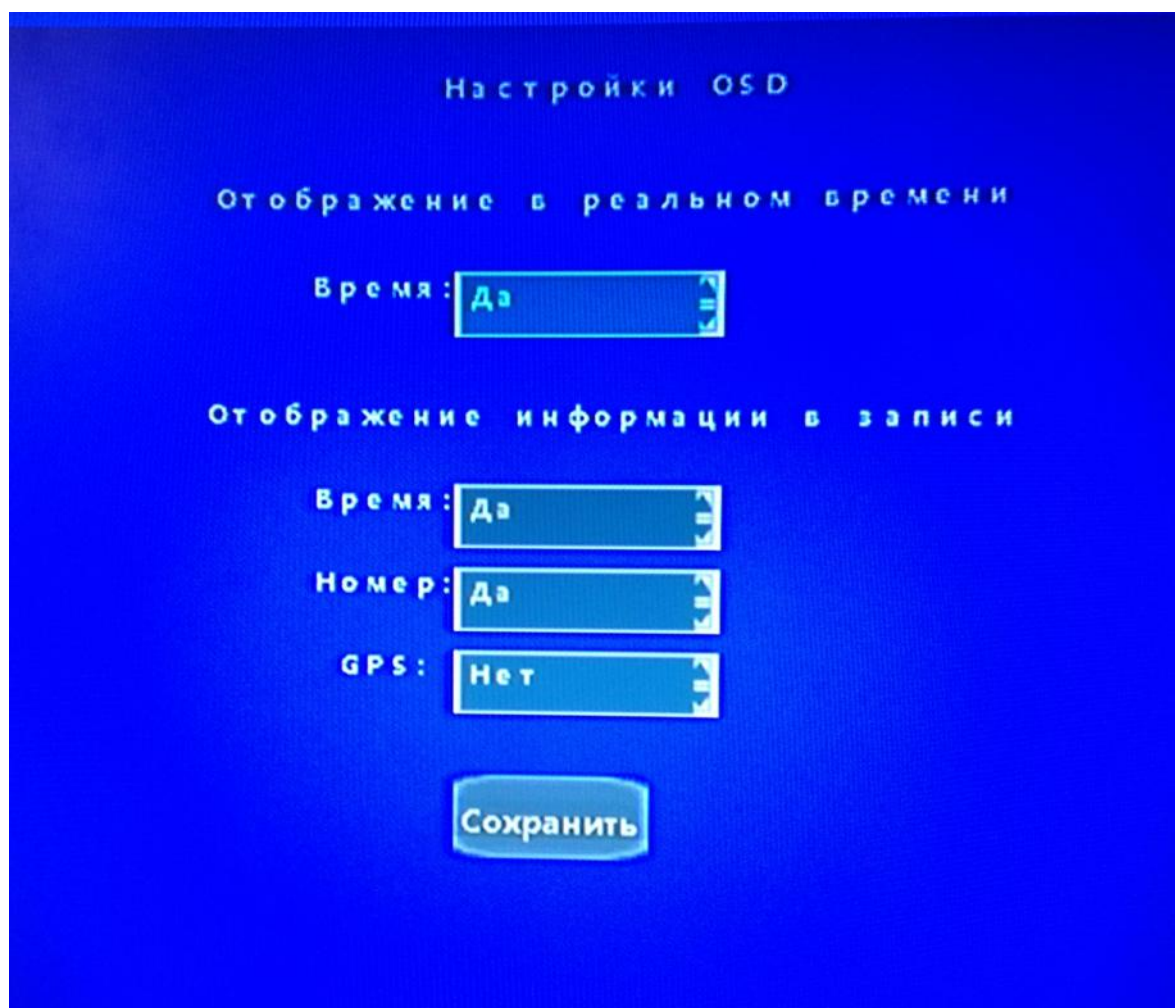 Настройки OSD
Отображение в реальном времени
Время: Да
Отображение информации в записи
Время: Да
Номер: Да
GPS: Нет
Сохранить